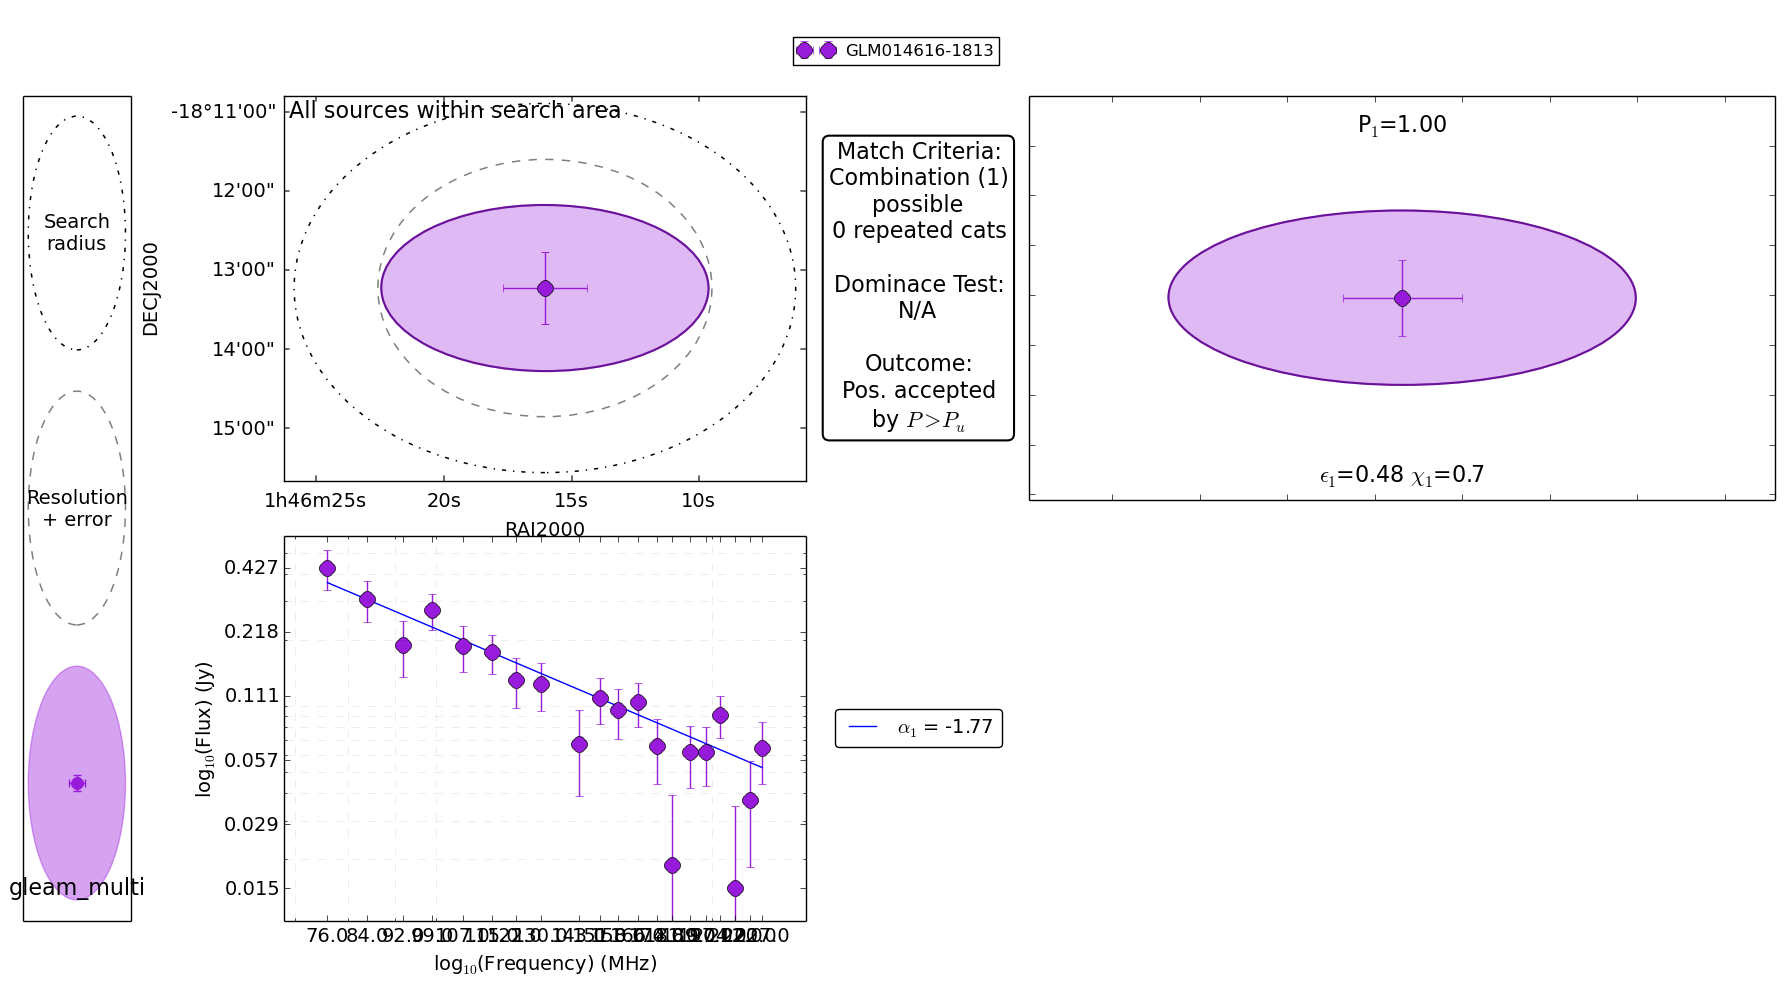 GLM014616-1813
Search
radius
Resolution
+ error
gleam_multi
All sources within search area
-18°11'00"
12'00"
13'00"
14'00"
15'00"
DECJ2000
1h46m25s
20s
15s
10s
RAJ2000
Match Criteria:
Combination (1)
possible
0 repeated cats
Dominace Test:
N/A
Outcome:
Pos. accepted
by P>Pᵤ
P₁=1.00
ϵ₁=0.48 χ₁=0.7
0.427
0.218
0.111
0.057
0.029
0.015
log₁₀(Flux) (Jy)
76.0
84.0
92.0
99.0
log₁₀(Frequency) (MHz)
α₁ = -1.77